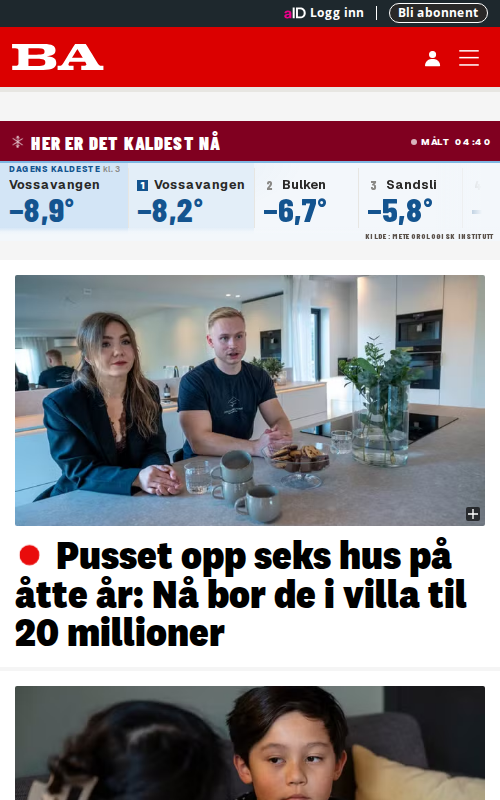 aID Logg inn
Bli abonnent
BA
HER ER DET KALDEST NÅ
MÅLT 04:40
DAGENS KALDESTE kl. 3
Vossavangen
−8,9°
1 Vossavangen
−8,2°
2 Bulken
−6,7°
3 Sandsli
−5,8°
KILDE: METEOROLOGISK INSTITUTT
Pusset opp seks hus på
åtte år: Nå bor de i villa til
20 millioner